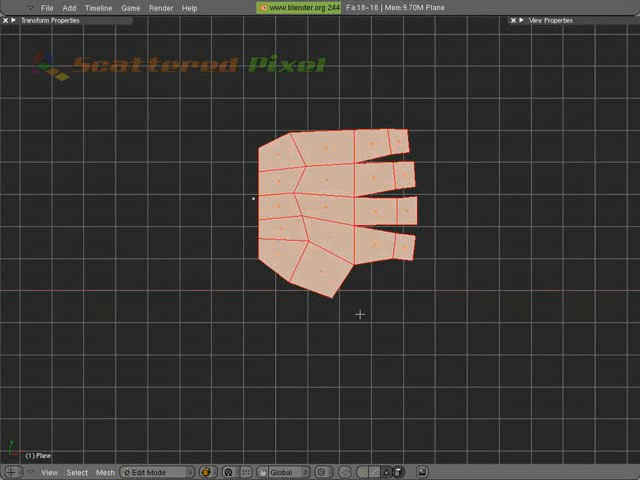 File Add Timeline Game Render Help www.blender.org 244 Fa:18-18 | Mem:9.70M Plane
Transform Properties View Properties
Scattered Pixel
(1) Plane
View Select Mesh Edit Mode Global